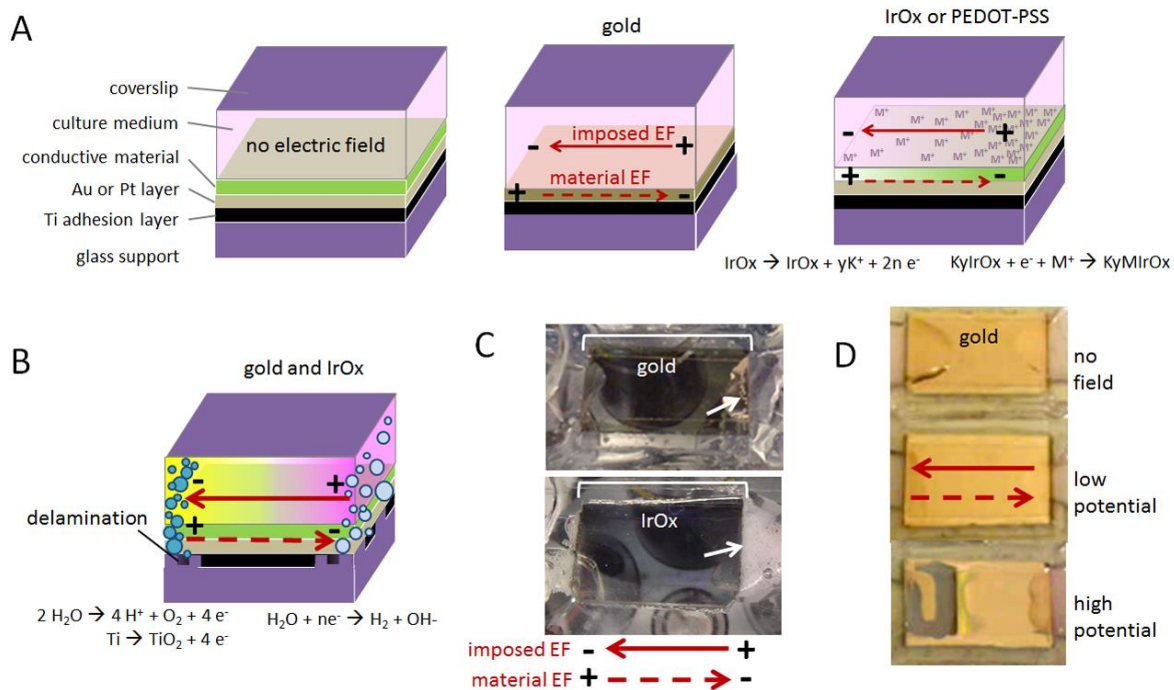 A
coverslip
culture medium
conductive material
Au or Pt layer
Ti adhesion layer
glass support
no electric field
gold
imposed EF
- +
material EF
+ -
IrOx or PEDOT-PSS
M⁺ M⁺ M⁺ M⁺ M⁺ M⁺
- +
M⁺ M⁺ M⁺ M⁺ M⁺
+ -
IrOx → IrOx + yK⁺ + 2n e⁻
KyIrOx + e⁻ + M⁺ → KyMIrOx
B
gold and IrOx
- +
+ -
delamination
2 H₂O → 4 H⁺ + O₂ + 4 e⁻
Ti → TiO₂ + 4 e⁻
H₂O + ne⁻ → H₂ + OH-
C
gold
IrOx
imposed EF - +
material EF + -
D
gold
no
field
low
potential
high
potential